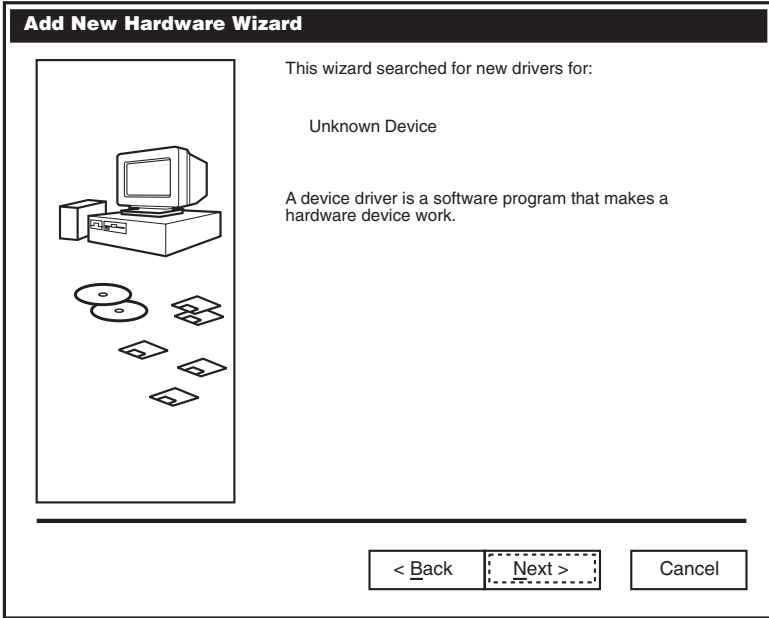 Add New Hardware Wizard
This wizard searched for new drivers for:
Unknown Device
A device driver is a software program that makes a
hardware device work.
< Back
Next >
Cancel